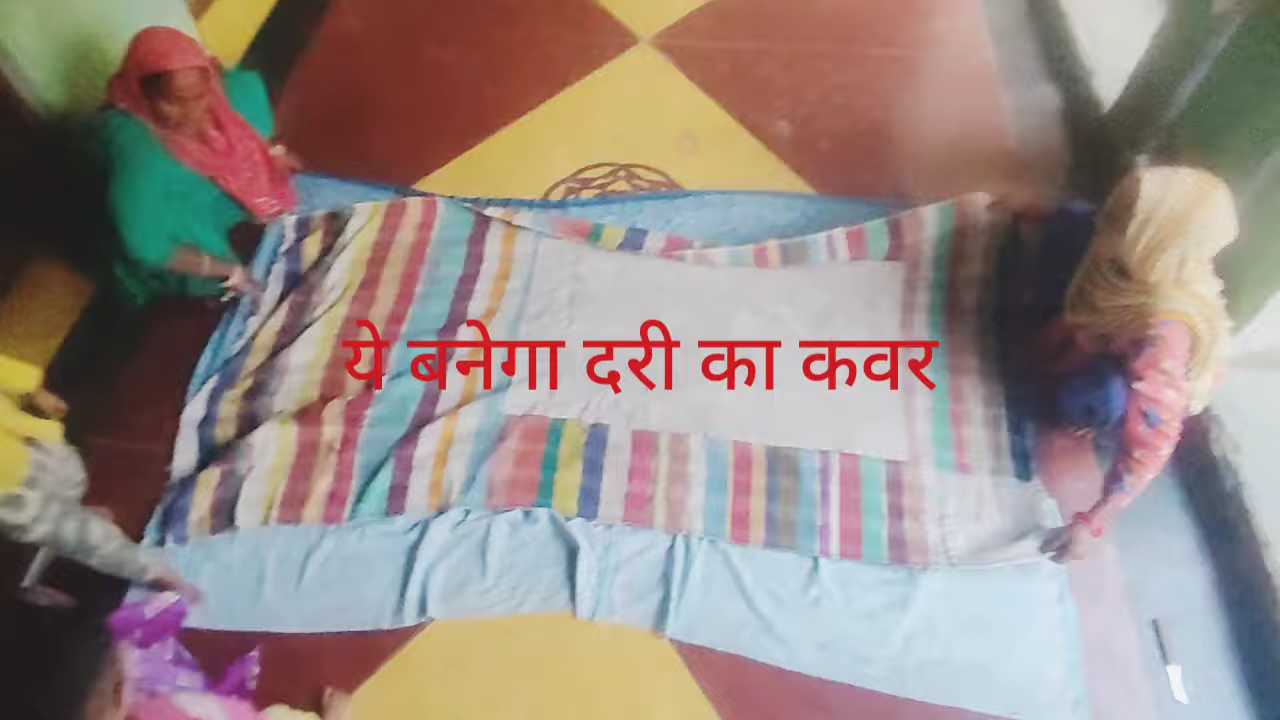 ये बनेगा दरी का कवर